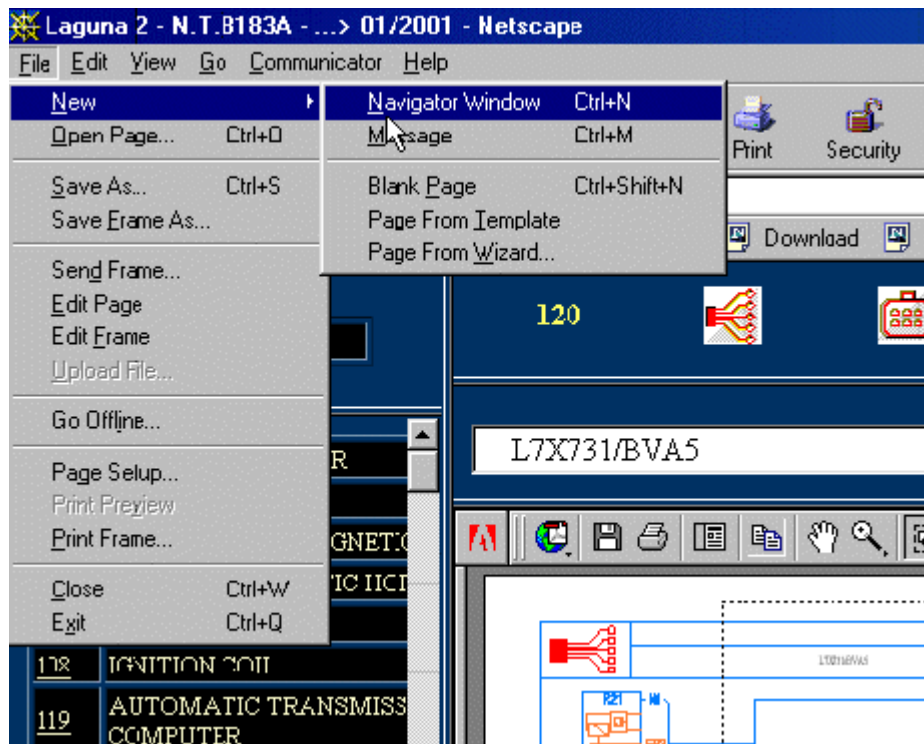 Laguna 2 - N.T.8183A - ...> 01/2001 - Netscape
File Edit View Go Communicator Help
New
Open Page... Ctrl+O
Save As... Ctrl+S
Save Frame As...
Send Frame...
Edit Page
Edit Frame
Upload File...
Go Offline...
Page Setup...
Print Preview
Print Frame...
Close Ctrl+W
Exit Ctrl+Q
Navigator Window Ctrl+N
Message Ctrl+M
Blank Page Ctrl+Shift+N
Page From Template
Page From Wizard...
Print Security
Download
120
L7X731/BVA5
R
GNET.
119 AUTOMATIC TRANSMISS
COMPUTER
IGNITION COIL
R21